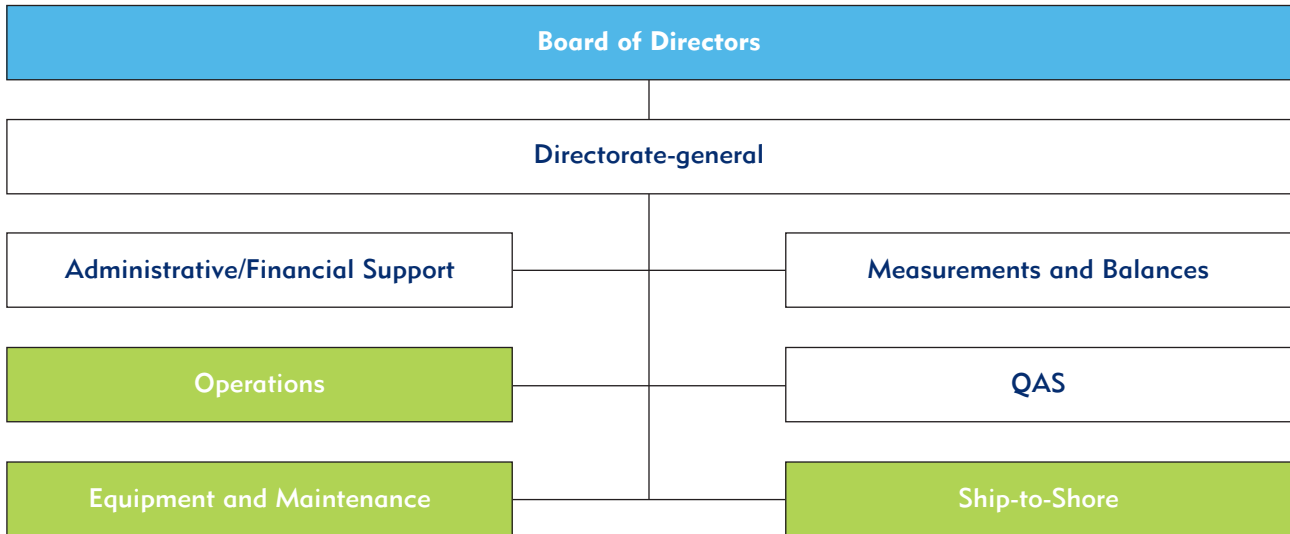 Board of Directors
Directorate-general
Administrative/Financial Support
Measurements and Balances
Operations
QAS
Equipment and Maintenance
Ship-to-Shore